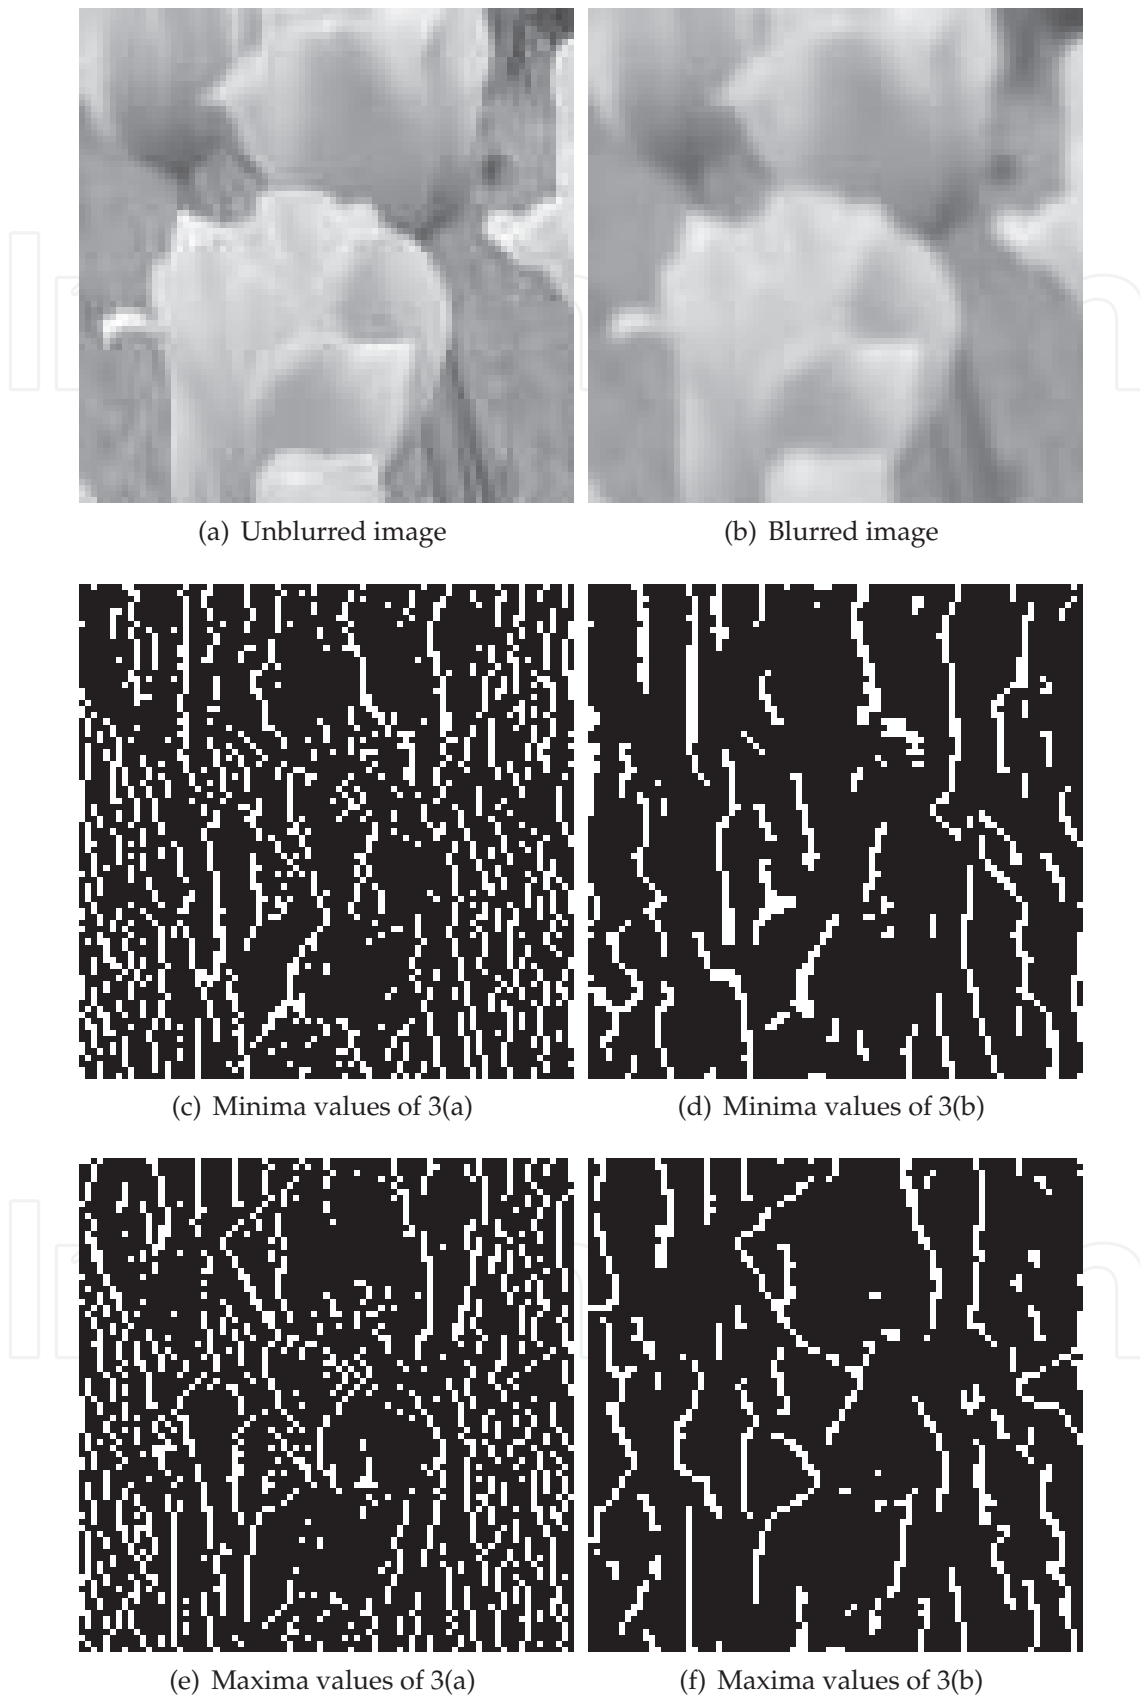 (a) Unblurred image
(b) Blurred image
(c) Minima values of 3(a)
(d) Minima values of 3(b)
(e) Maxima values of 3(a)
(f) Maxima values of 3(b)